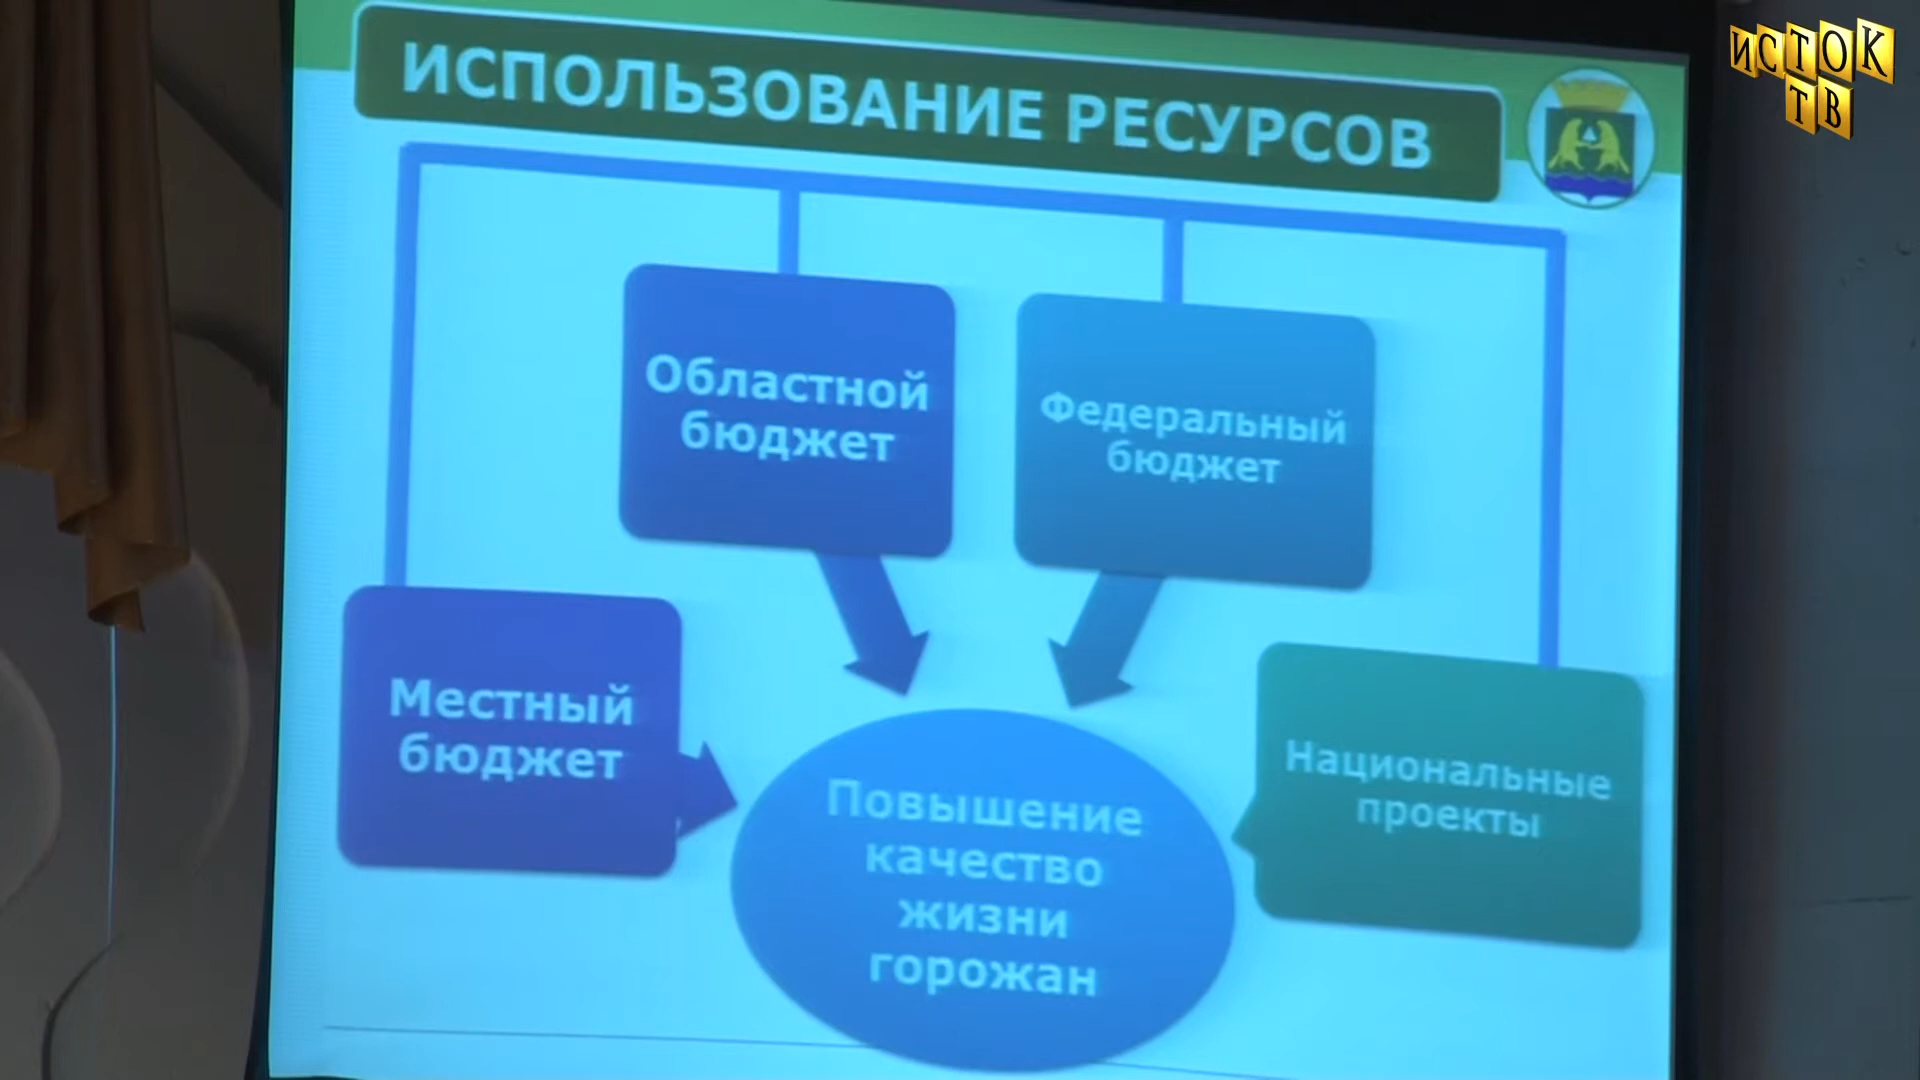 ИСТОК
ТВ
ИСПОЛЬЗОВАНИЕ РЕСУРСОВ
Областной
бюджет
Федеральный
бюджет
Местный
бюджет
Национальные
проекты
Повышение
качество
жизни
горожан